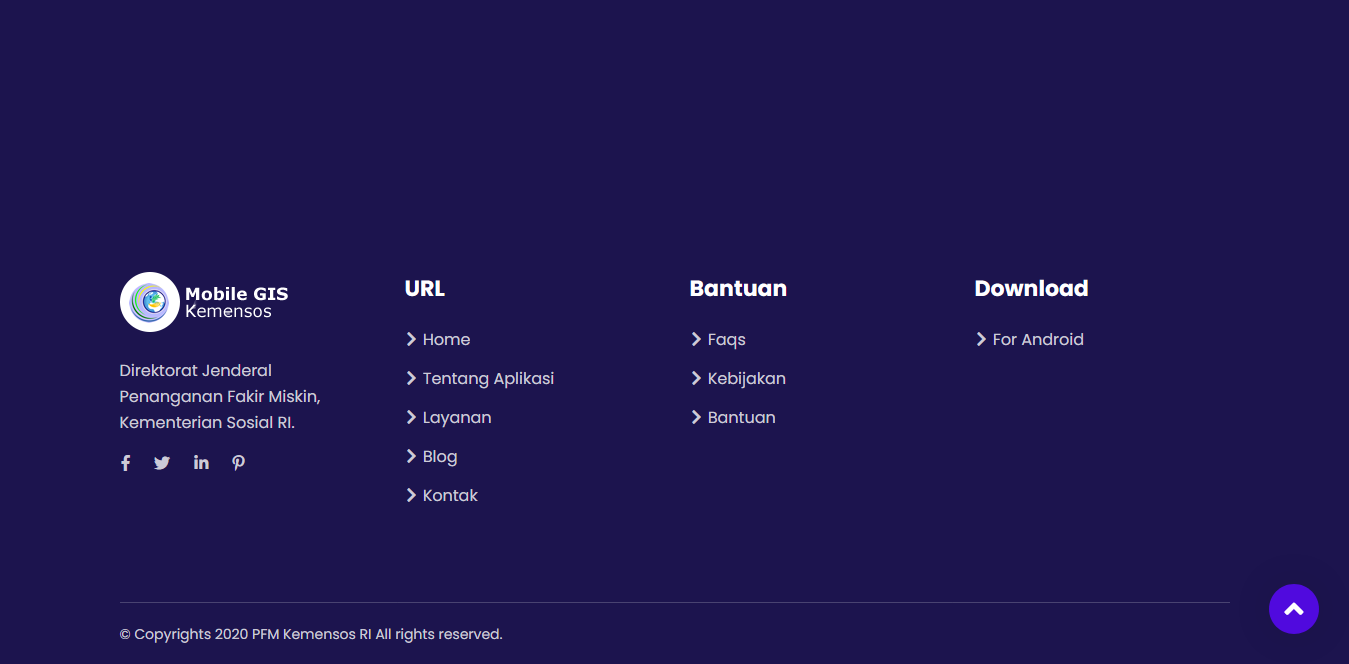 Mobile GIS
Kemensos
Direktorat Jenderal
Penanganan Fakir Miskin,
Kementerian Sosial RI.
URL
Home
Tentang Aplikasi
Layanan
Blog
Kontak
Bantuan
Faqs
Kebijakan
Bantuan
Download
For Android
© Copyrights 2020 PFM Kemensos RI All rights reserved.